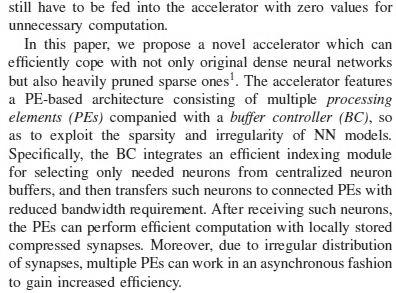 still have to be fed into the accelerator with zero values for
unnecessary computation.
In this paper, we propose a novel accelerator which can
efficiently cope with not only original dense neural networks
but also heavily pruned sparse ones1. The accelerator features
a PE-based architecture consisting of multiple processing
elements (PEs) companied with a buffer controller (BC), so
as to exploit the sparsity and irregularity of NN models.
Specifically, the BC integrates an efficient indexing module
for selecting only needed neurons from centralized neuron
buffers, and then transfers such neurons to connected PEs with
reduced bandwidth requirement. After receiving such neurons,
the PEs can perform efficient computation with locally stored
compressed synapses. Moreover, due to irregular distribution
of synapses, multiple PEs can work in an asynchronous fashion
to gain increased efficiency.